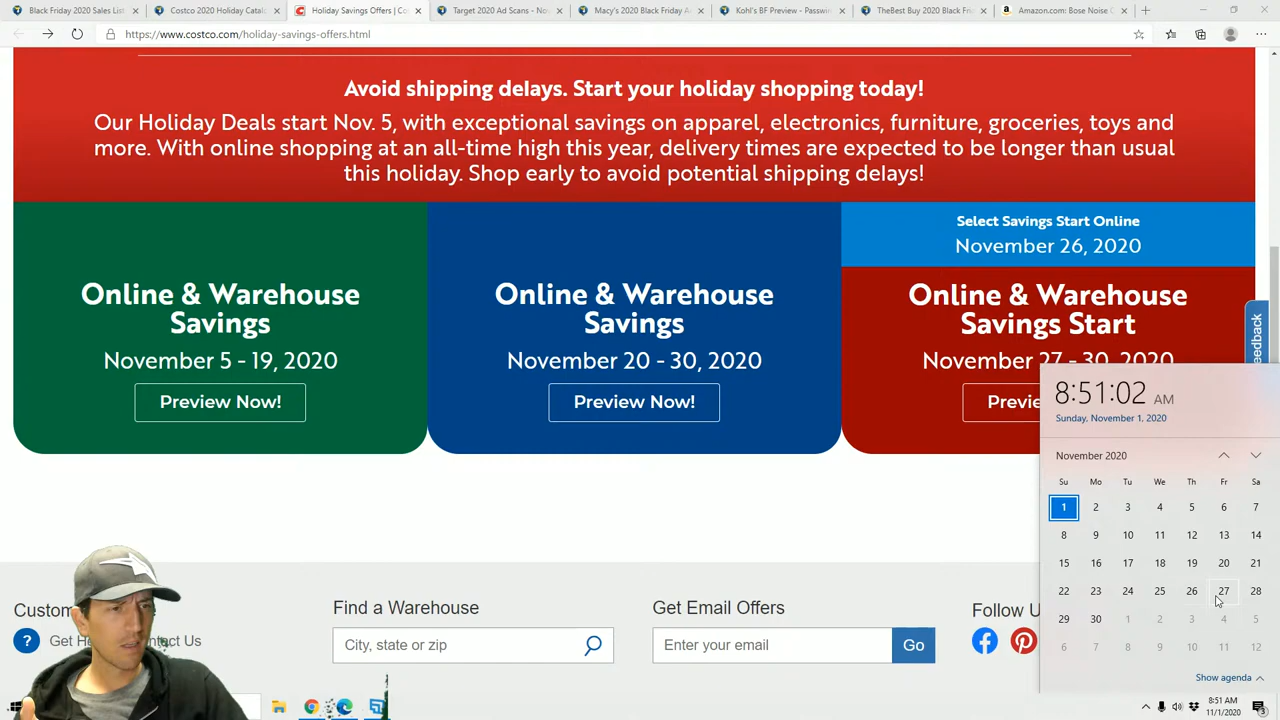 Black Friday 2020 Sales List
Costco 2020 Holiday Catal
Holiday Savings Offers | Co
Target 2020 Ad Scans - No
Macy's 2020 Black Friday A
Kohl's BF Preview - Passwi
TheBest Buy 2020 Black Fri
Amazon.com: Bose Noise C
https://www.costco.com/holiday-savings-offers.html
Avoid shipping delays. Start your holiday shopping today!
Our Holiday Deals start Nov. 5, with exceptional savings on apparel, electronics, furniture, groceries, toys and
more. With online shopping at an all-time high this year, delivery times are expected to be longer than usual
this holiday. Shop early to avoid potential shipping delays!
Online & Warehouse
Savings
November 5 - 19, 2020
Preview Now!
Online & Warehouse
Savings
November 20 - 30, 2020
Preview Now!
Select Savings Start Online
November 26, 2020
Online & Warehouse
Savings Start
November 27 - 30, 2020
Previe
eedback
8:51:02 AM
Sunday, November 1, 2020
November 2020
Su Mo Tu We Th Fr Sa
1 2 3 4 5 6 7
8 9 10 11 12 13 14
15 16 17 18 19 20 21
22 23 24 25 26 27 28
29 30 1 2 3 4 5
6 7 8 9 10 11 12
Show agenda
Custom
? Get He
ntact Us
Find a Warehouse
City, state or zip
Get Email Offers
Enter your email
Go
Follow U
8:51 AM
11/1/2020
3